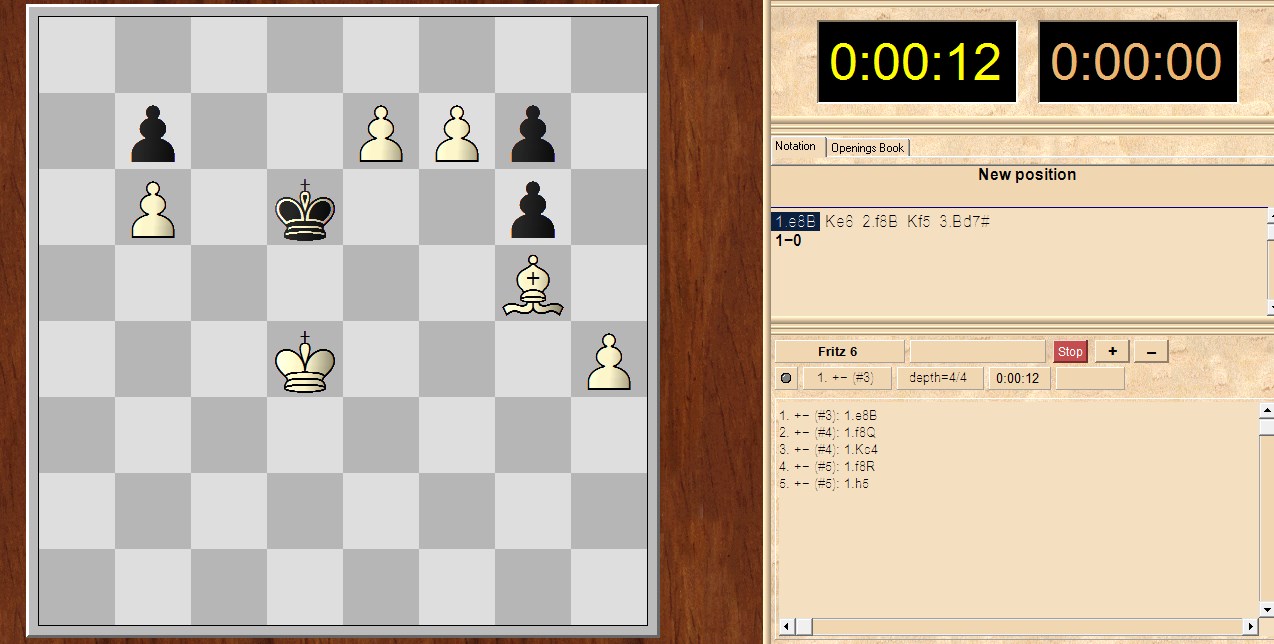 0:00:12 0:00:00
Notation Openings Book
New position
1.e8B Ke6 2.f8B Kf5 3.Bd7#
1-0
Fritz 6 Stop + –
1. +- (#3) depth=4/4 0:00:12
1. +- (#3): 1.e8B
2. +- (#4): 1.f8Q
3. +- (#4): 1.Kc4
4. +- (#5): 1.f8R
5. +- (#5): 1.h5